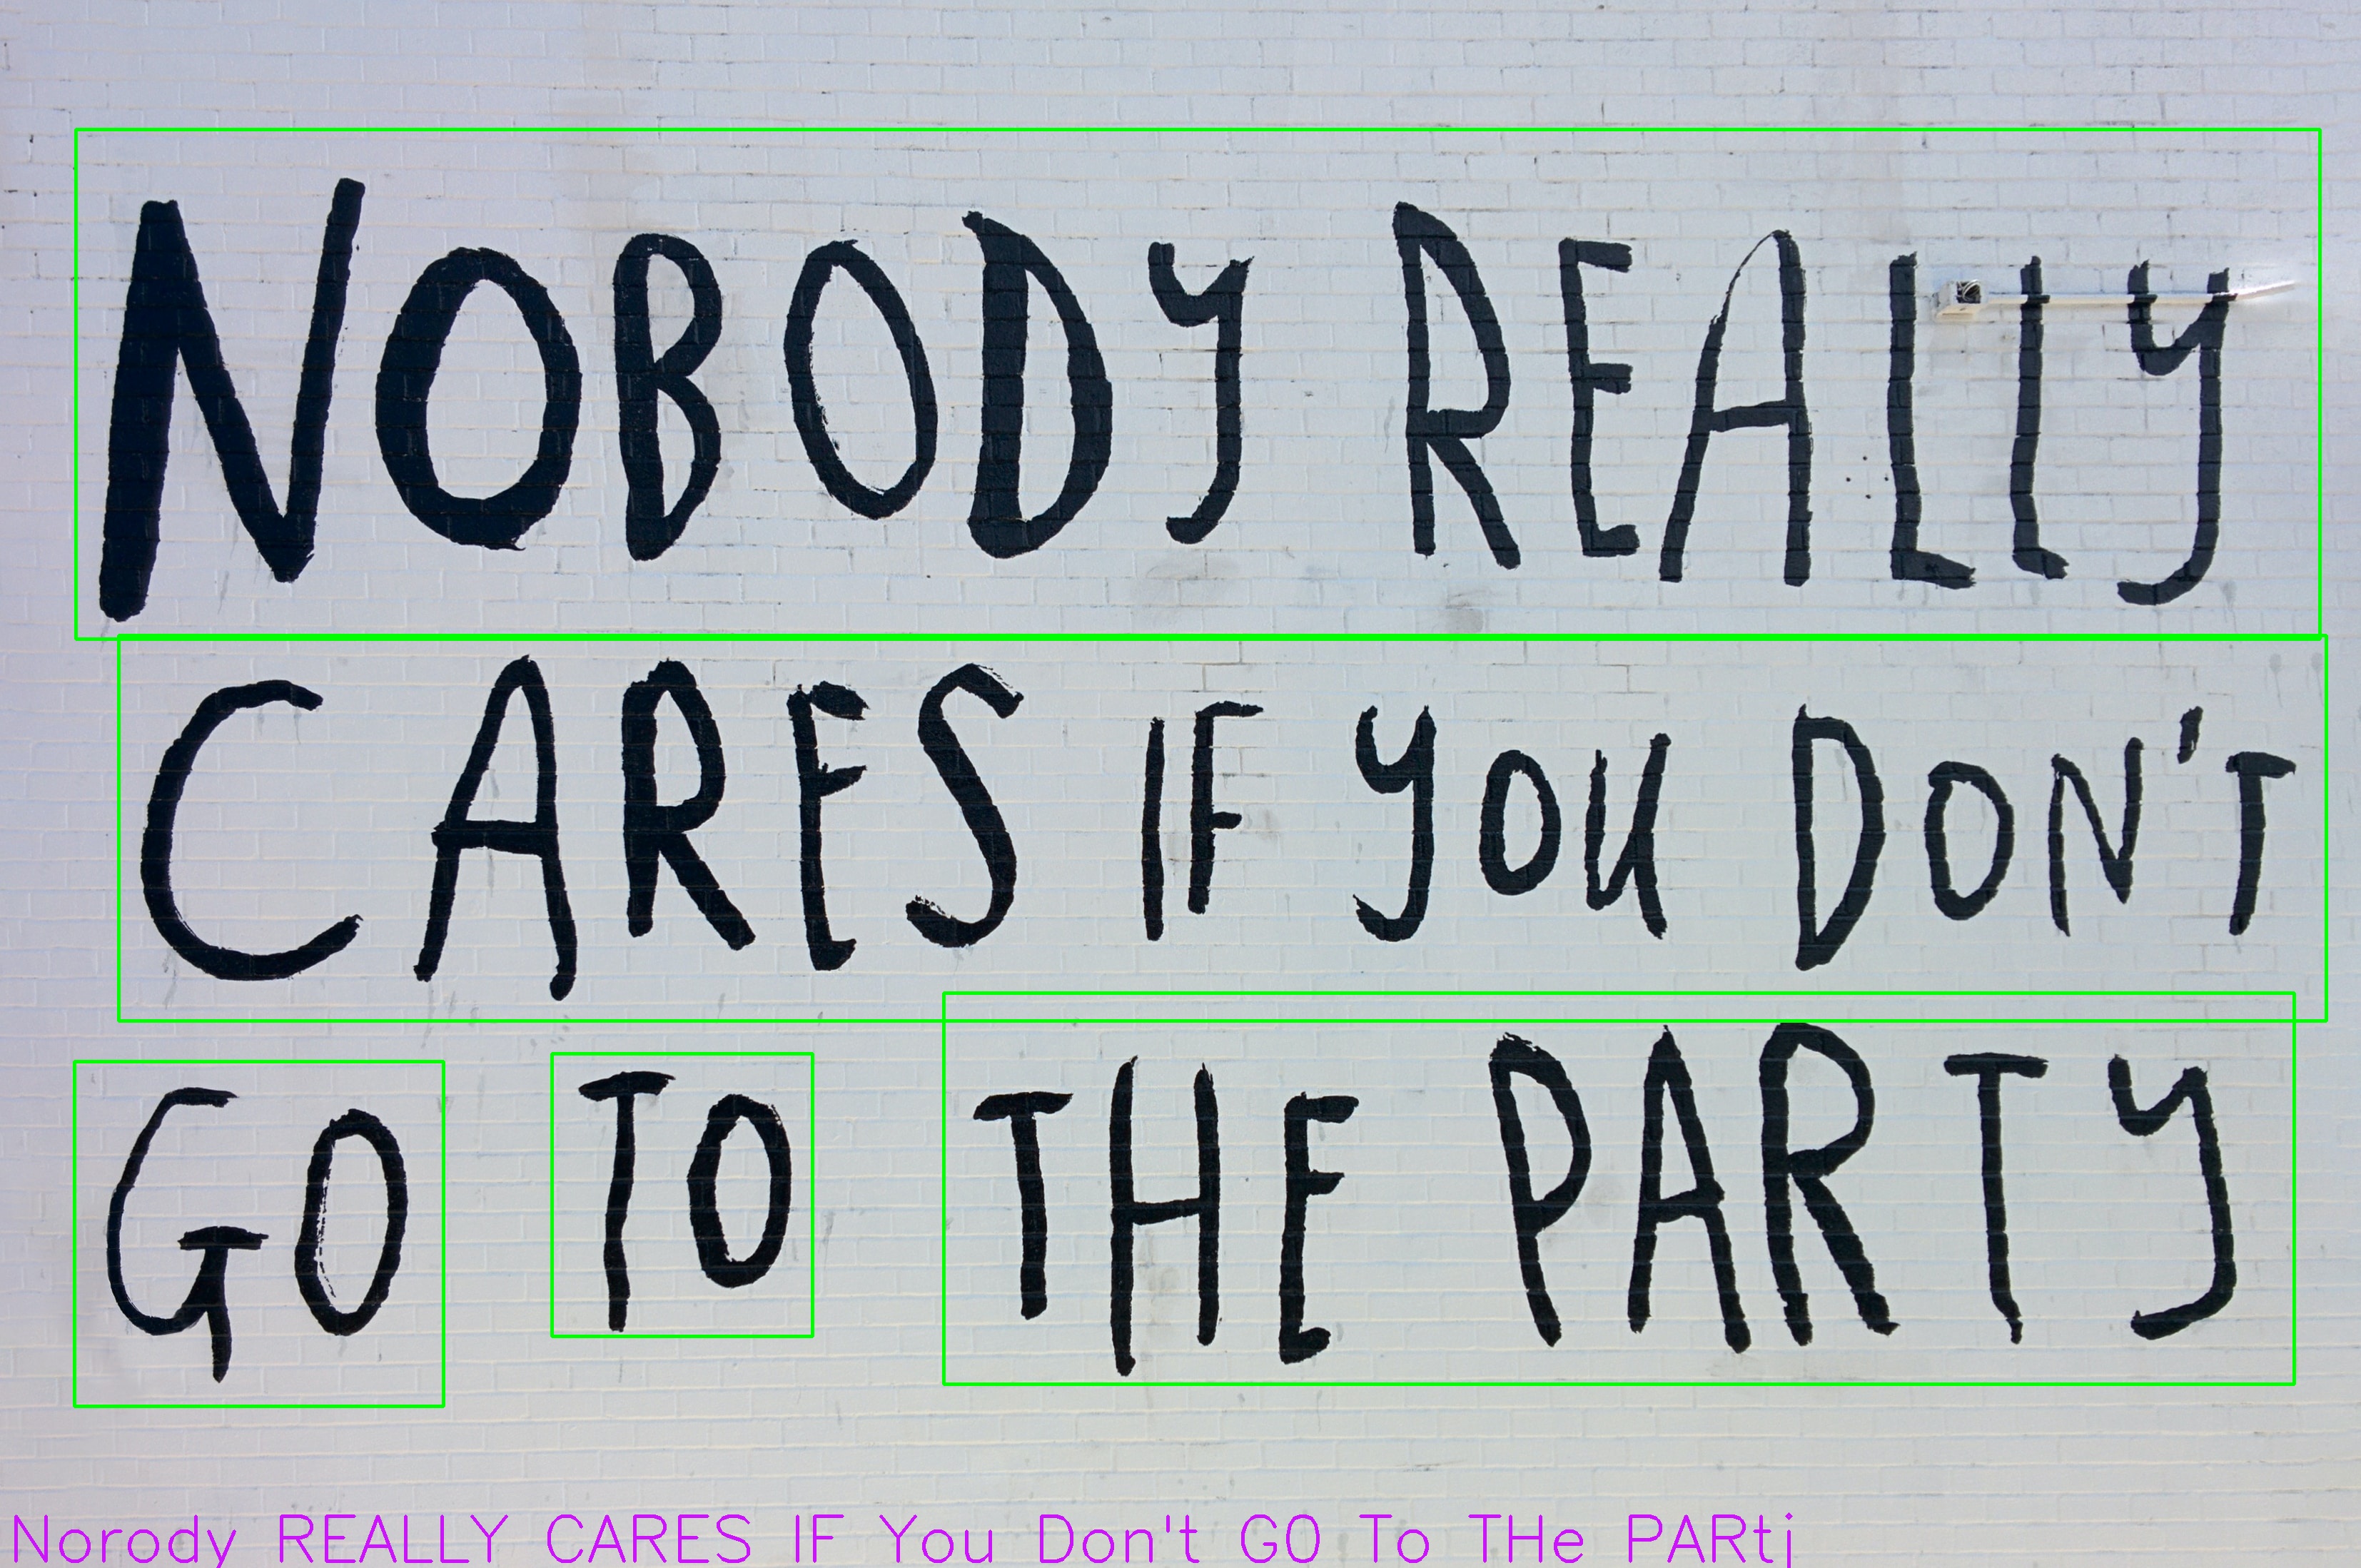 NOBODY REALLY
CARES IF YOU DON'T
GO TO THE PARTY
Norody REALLY CARES IF You Don't GO To THe PARtj